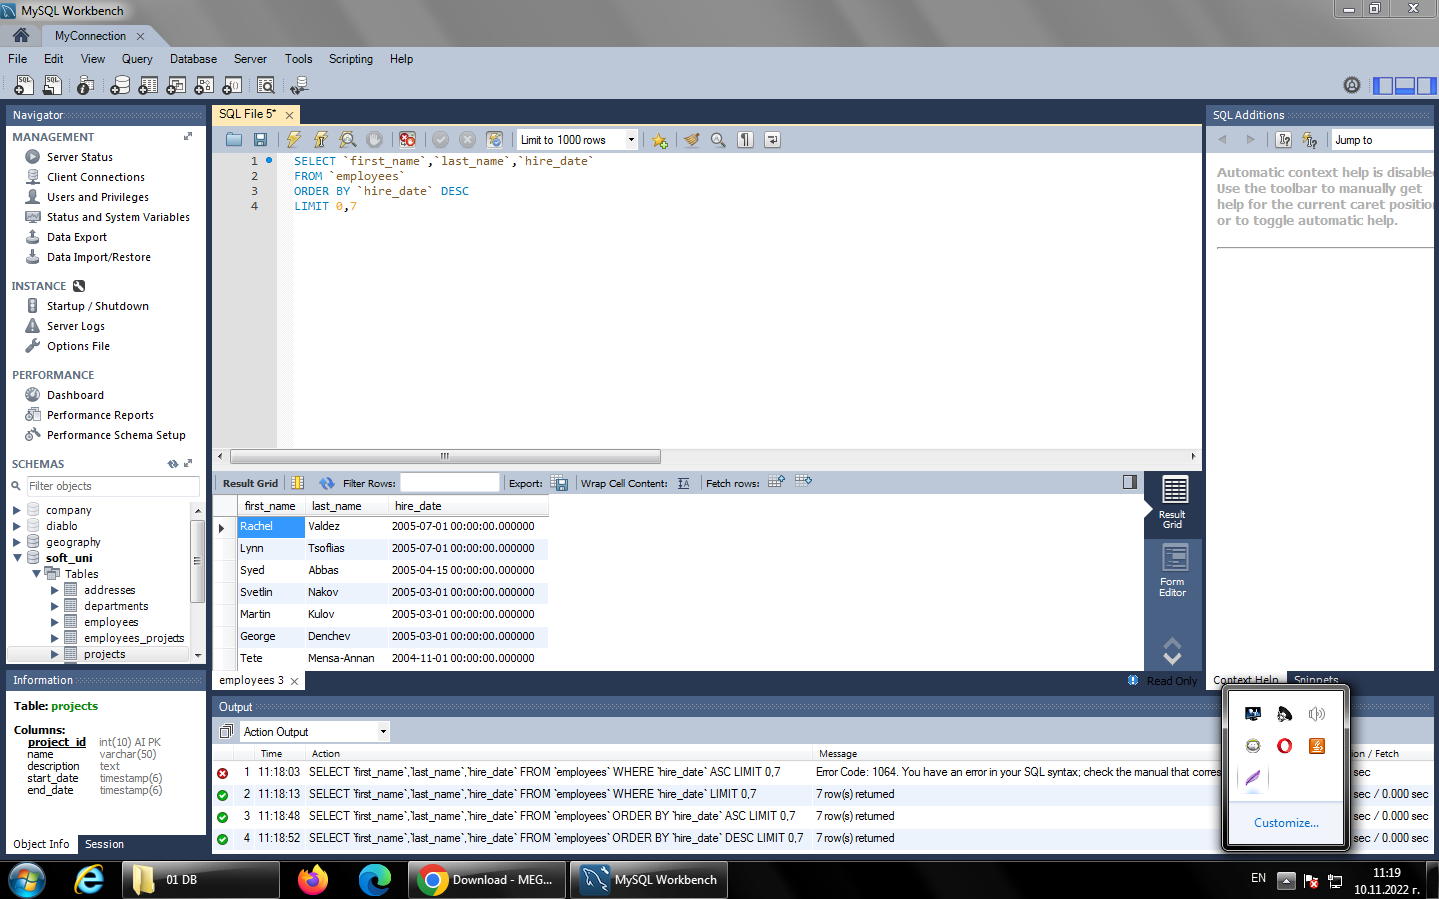 MySQL Workbench
MyConnection
File Edit View Query Database Server Tools Scripting Help
Navigator
MANAGEMENT
Server Status
Client Connections
Users and Privileges
Status and System Variables
Data Export
Data Import/Restore
INSTANCE
Startup / Shutdown
Server Logs
Options File
PERFORMANCE
Dashboard
Performance Reports
Performance Schema Setup
SCHEMAS
Filter objects
company
diablo
geography
soft_uni
Tables
addresses
departments
employees
employees_projects
projects
Information
Table: projects
Columns:
project_id int(10) AI PK
name varchar(50)
description text
start_date timestamp(6)
end_date timestamp(6)
Object Info Session
SQL File 5*
Limit to 1000 rows
1 SELECT `first_name`,`last_name`,`hire_date`
2 FROM `employees`
3 ORDER BY `hire_date` DESC
4 LIMIT 0,7
Result Grid Filter Rows: Export: Wrap Cell Content: Fetch rows:
first_name last_name hire_date
Rachel Valdez 2005-07-01 00:00:00.000000
Lynn Tsoflias 2005-07-01 00:00:00.000000
Syed Abbas 2005-04-15 00:00:00.000000
Svetlin Nakov 2005-03-01 00:00:00.000000
Martin Kulov 2005-03-01 00:00:00.000000
George Denchev 2005-03-01 00:00:00.000000
Tete Mensa-Annan 2004-11-01 00:00:00.000000
Result
Grid
Form
Editor
employees 3
Read Only
SQL Additions
Jump to
Automatic context help is disabled
Use the toolbar to manually get
help for the current caret position
or to toggle automatic help.
Context Help Snippets
Output
Action Output
Time Action Message ion / Fetch
1 11:18:03 SELECT `first_name`,`last_name`,`hire_date` FROM `employees` WHERE `hire_date` ASC LIMIT 0,7 Error Code: 1064. You have an error in your SQL syntax; check the manual that corres sec
2 11:18:13 SELECT `first_name`,`last_name`,`hire_date` FROM `employees` WHERE `hire_date` LIMIT 0,7 7 row(s) returned sec / 0.000 sec
3 11:18:48 SELECT `first_name`,`last_name`,`hire_date` FROM `employees` ORDER BY `hire_date` ASC LIMIT 0,7 7 row(s) returned sec / 0.000 sec
4 11:18:52 SELECT `first_name`,`last_name`,`hire_date` FROM `employees` ORDER BY `hire_date` DESC LIMIT 0,7 7 row(s) returned sec / 0.000 sec
Customize...
01 DB
Download - MEG...
MySQL Workbench
EN
11:19
10.11.2022 г.